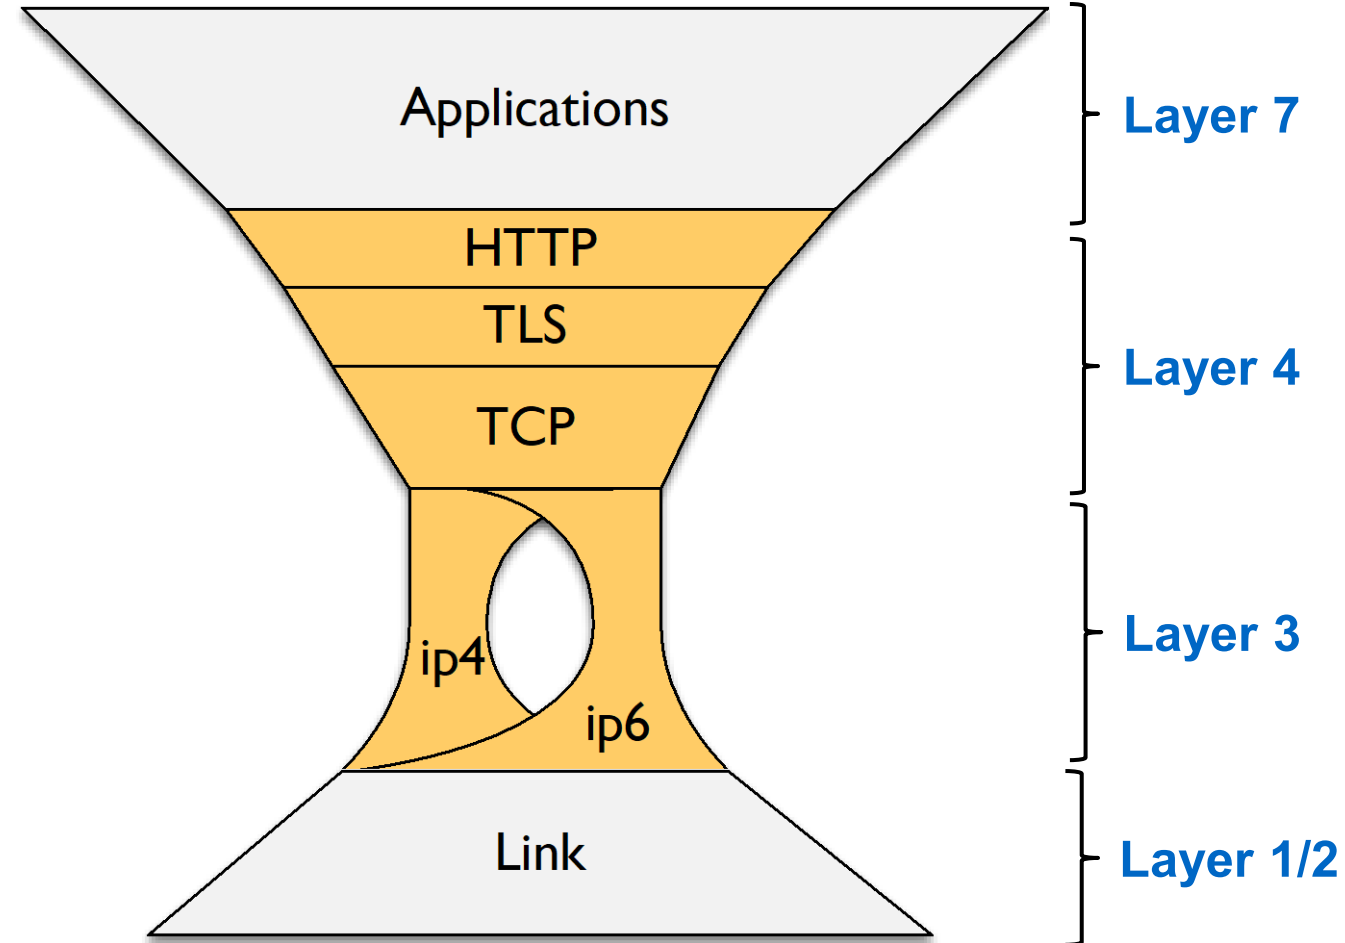 Applications
Layer 7
HTTP
TLS
Layer 4
TCP
ip4
Layer 3
ip6
Link
Layer 1/2